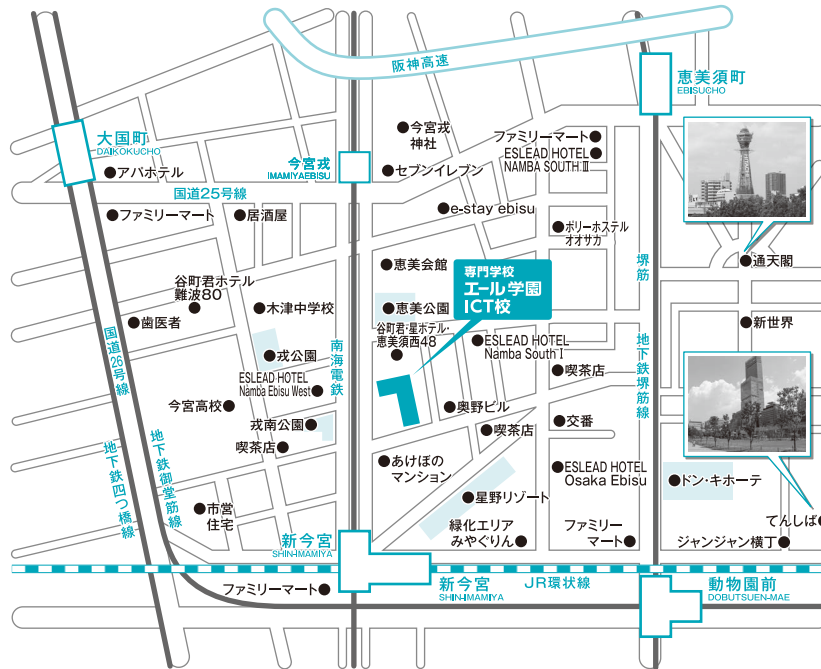 阪神高速
恵美須町
EBISUCHO
大国町
DAIKOKUCHO
今宮戎
神社
ファミリーマート
ESLEAD HOTEL
NAMBA SOUTH Ⅲ
今宮戎
IMAMIYAEBISU
セブンイレブン
アパホテル
国道25号線
ファミリーマート
居酒屋
e-stay ebisu
ポリーホステル
オオサカ
堺筋
通天閣
恵美会館
専門学校
エール学園
ICT校
谷町君ホテル
難波80
木津中学校
恵美公園
歯医者
国道26号線
南海電鉄
谷町君・星ホテル・
恵美須西48
ESLEAD HOTEL
Namba SouthⅠ
新世界
地下鉄堺筋線
戎公園
ESLEAD HOTEL
Namba Ebisu West
喫茶店
今宮高校
奥野ビル
戎南公園
喫茶店
交番
喫茶店
地下鉄四つ橋線
地下鉄御堂筋線
あけぼの
マンション
ESLEAD HOTEL
Osaka Ebisu
ドン・キホーテ
星野リゾート
市営
住宅
緑化エリア
みやぐりん
ファミリー
マート
てんしば
ジャンジャン横丁
新今宮
SHIN-IMAMIYA
ファミリーマート
新今宮
SHIN-IMAMIYA
JR環状線
動物園前
DOBUTSUEN-MAE